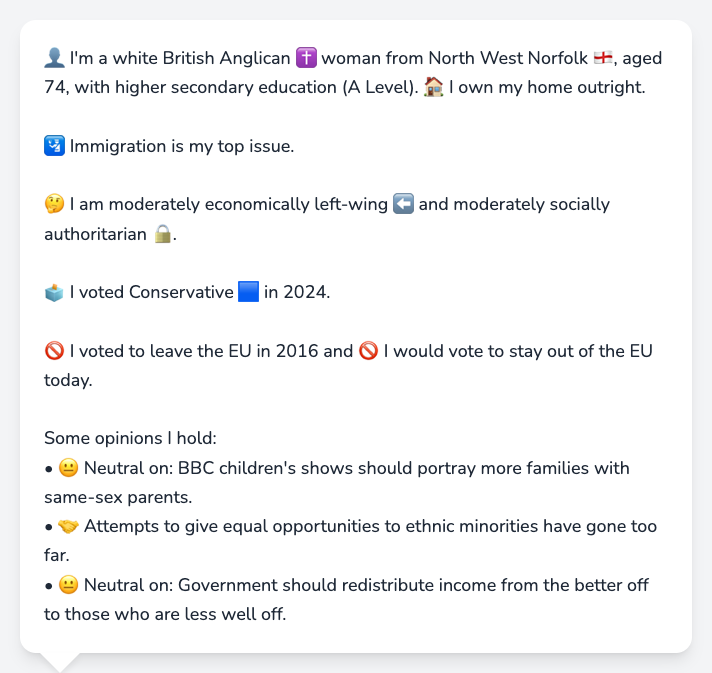 👤 I'm a white British Anglican ✝️ woman from North West Norfolk 🏴󠁧󠁢󠁥󠁮󠁧󠁿, aged
74, with higher secondary education (A Level). 🏠 I own my home outright.
🛂 Immigration is my top issue.
🤔 I am moderately economically left-wing ⬅️ and moderately socially
authoritarian 🔒.
🗳️ I voted Conservative 🟦 in 2024.
🚫 I voted to leave the EU in 2016 and 🚫 I would vote to stay out of the EU
today.
Some opinions I hold:
• 😐 Neutral on: BBC children's shows should portray more families with
same-sex parents.
• 🤝 Attempts to give equal opportunities to ethnic minorities have gone too
far.
• 😐 Neutral on: Government should redistribute income from the better off
to those who are less well off.